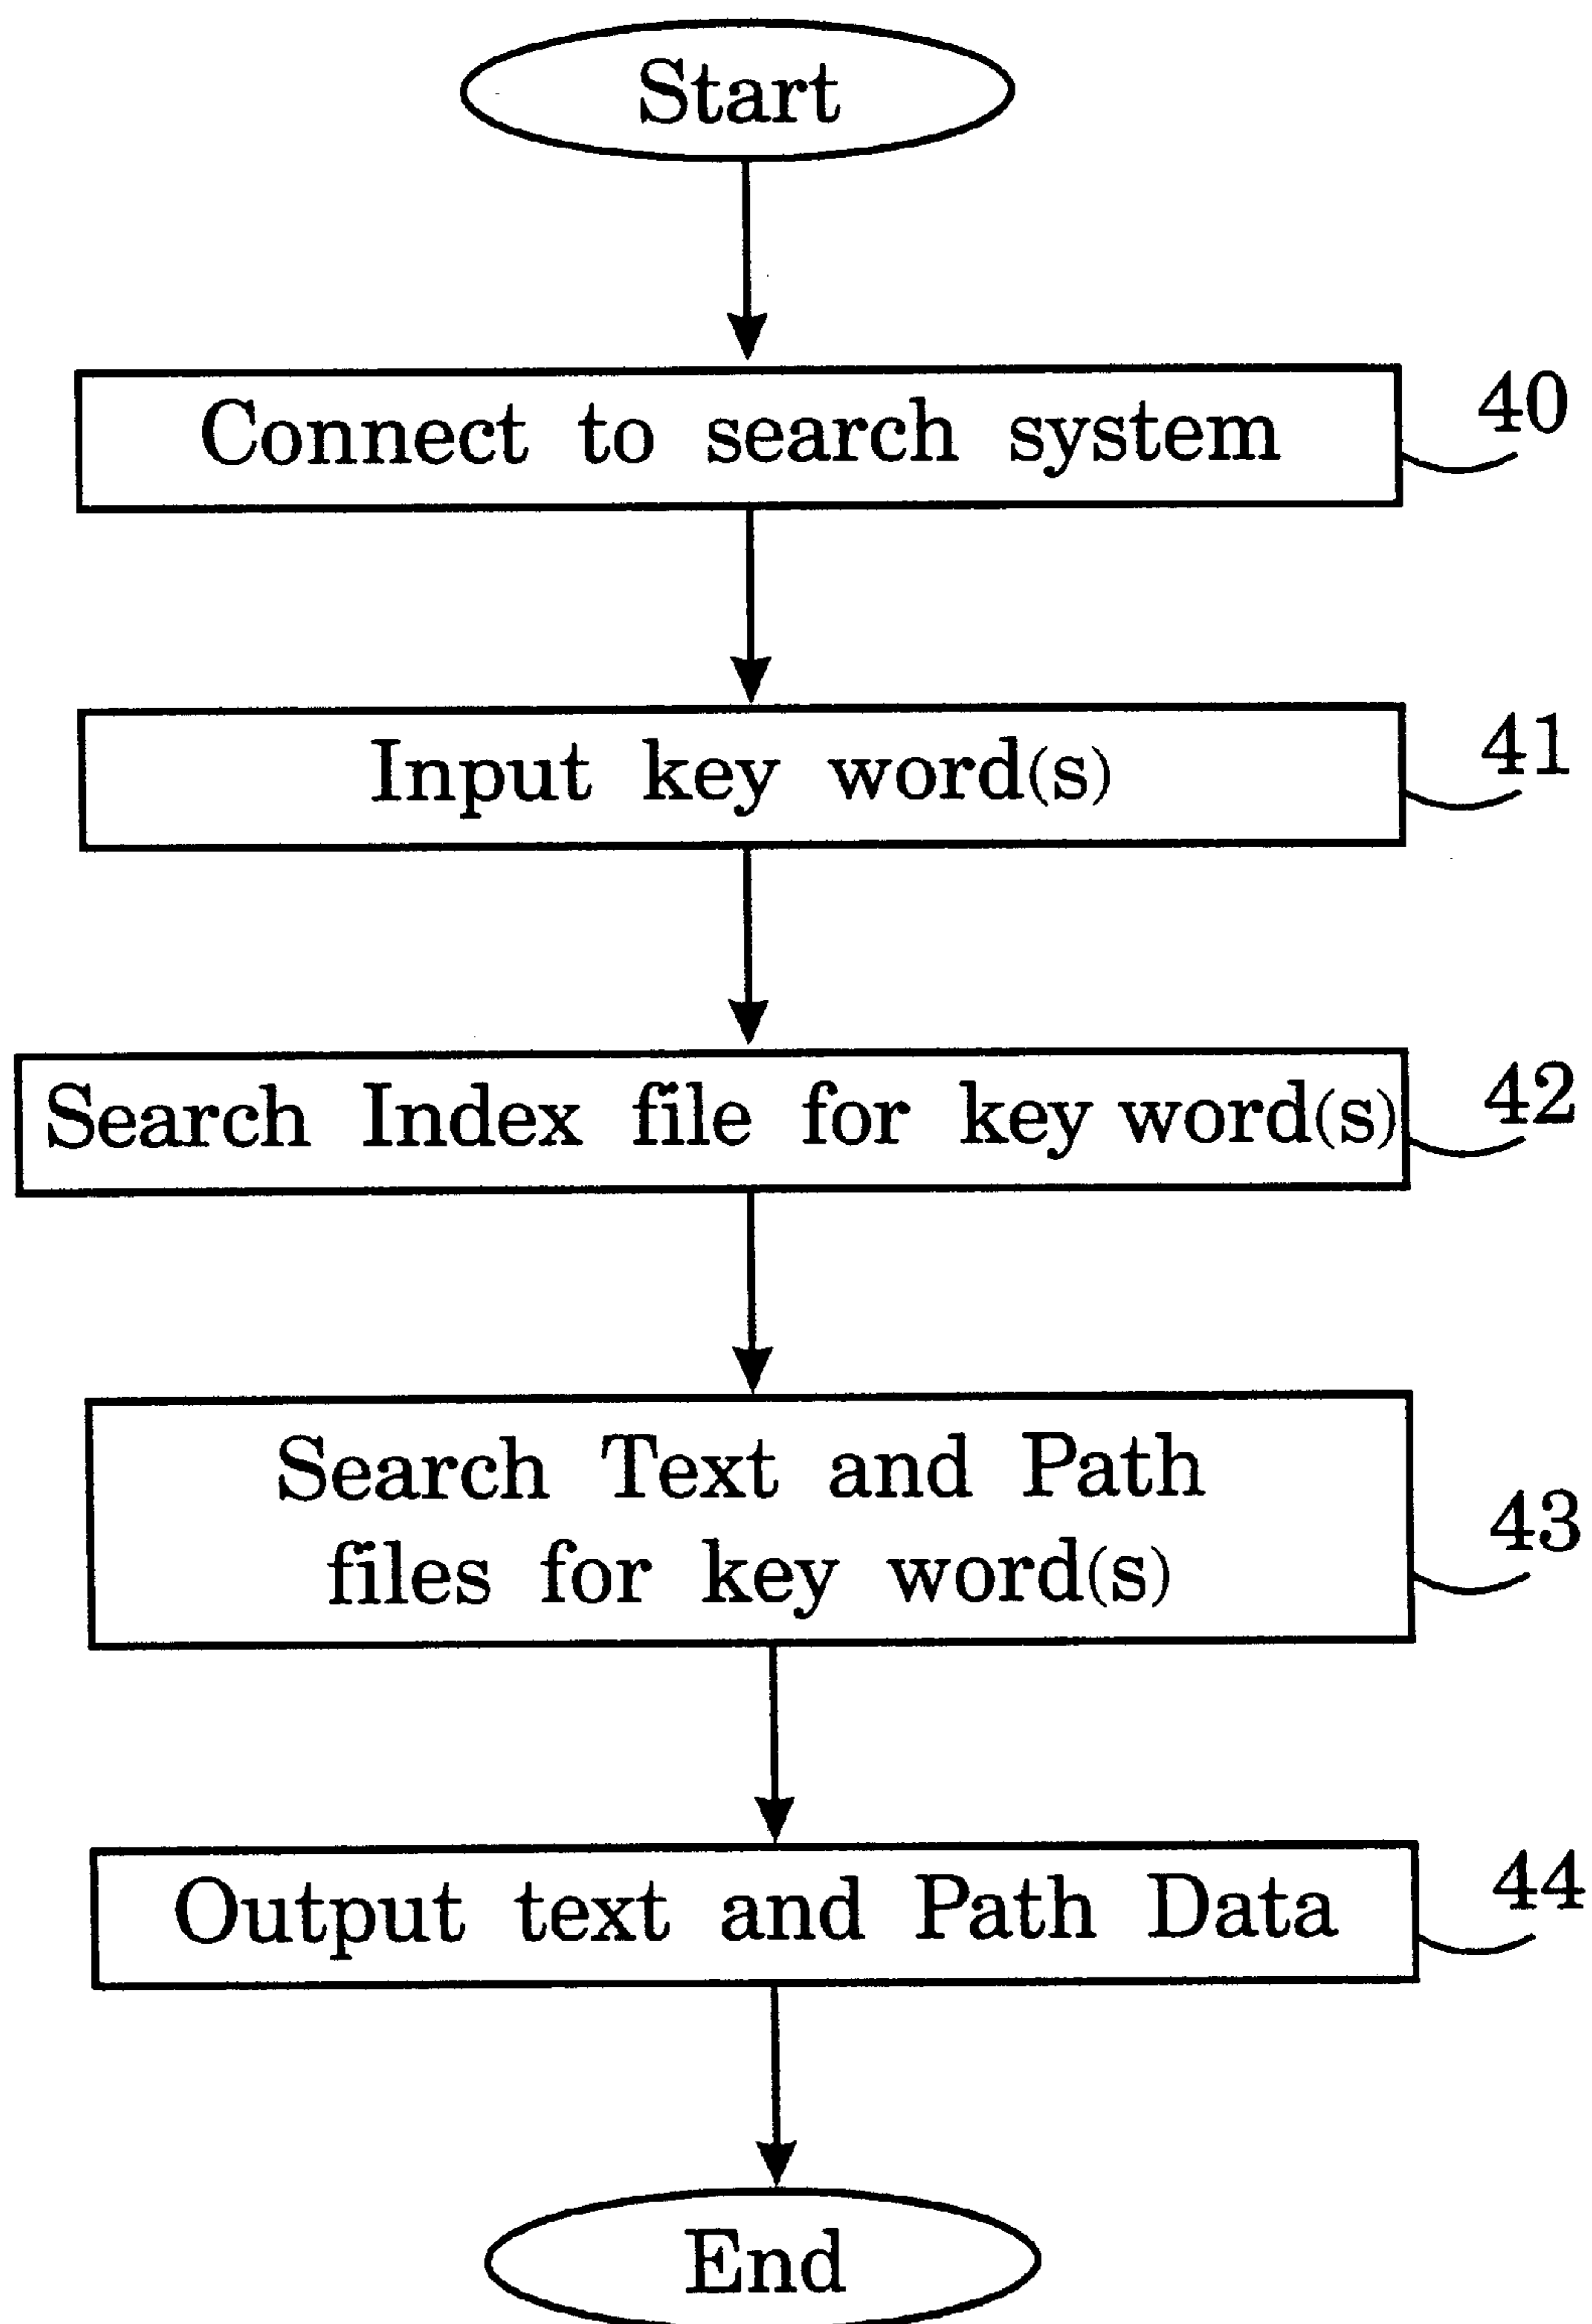 Start
Connect to search system
40
Input key word(s)
41
Search Index file for key word(s)
42
Search Text and Path
files for key word(s)
43
Output text and Path Data
44
End